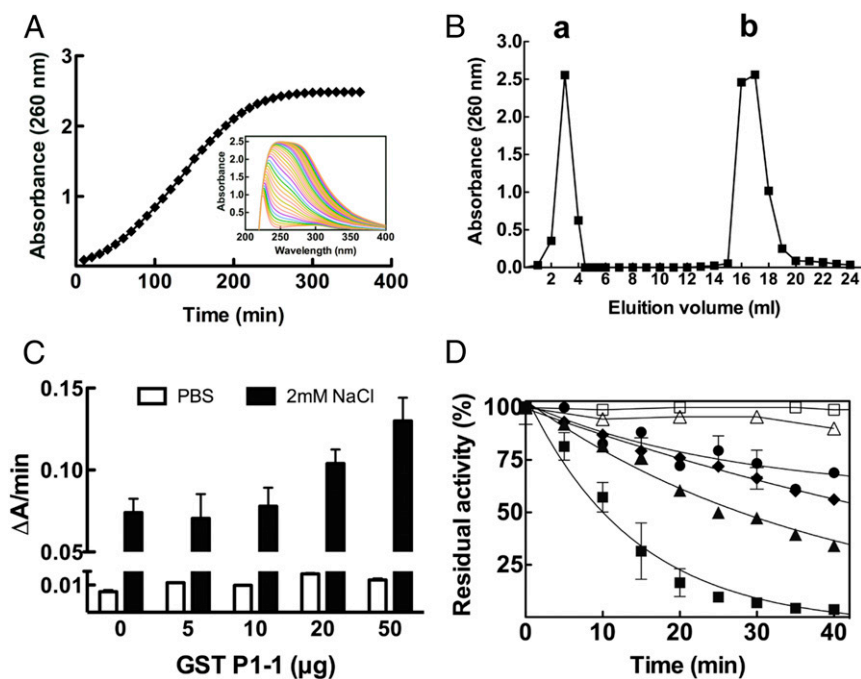 A
Absorbance (260 nm)
3
2
1
0
100
200
300
400
Time (min)
Absorbance
2.5
2.0
1.5
1.0
0.5
200
250
300
350
400
Wavelength (nm)
B
a
b
Absorbance (260 nm)
3.0
2.5
2.0
1.5
1.0
0.5
0.0
2 4 6 8 10 12 14 16 18 20 22 24
Eluition volume (ml)
C
PBS
2mM NaCl
ΔA/min
0.15
0.10
0.05
0.01
0 5 10 20 50
GST P1-1 (µg)
D
Residual activity (%)
100
75
50
25
0 10 20 30 40
Time (min)